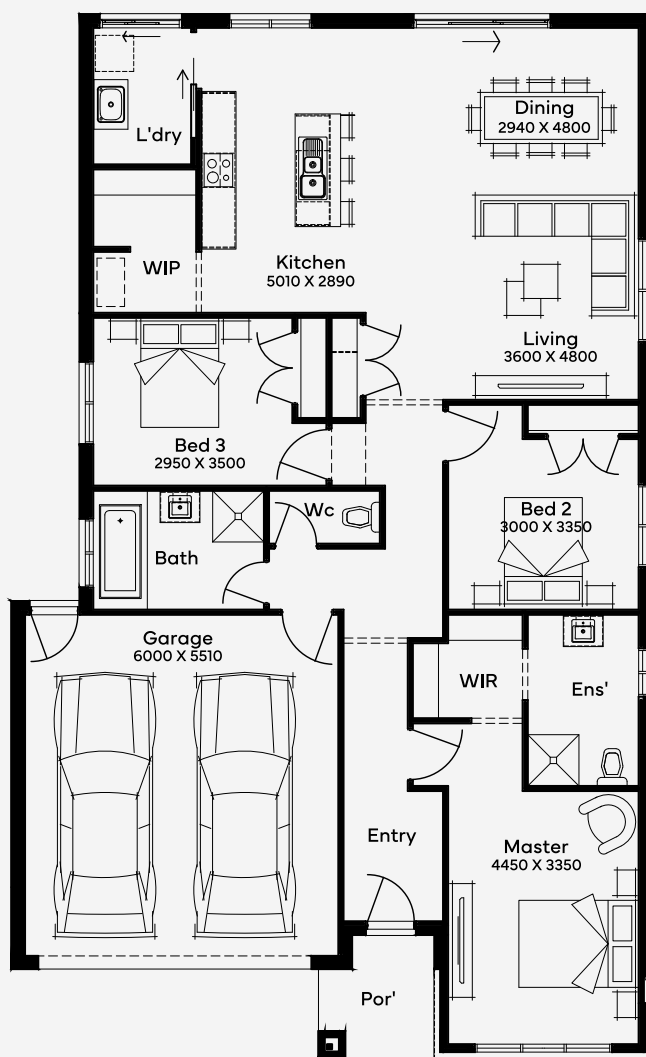 Dining
2940 X 4800
L'dry
WIP
Kitchen
5010 X 2890
Living
3600 X 4800
Bed 3
2950 X 3500
Wc
Bed 2
3000 X 3350
Bath
Garage
6000 X 5510
WIR
Ens'
Entry
Master
4450 X 3350
Por'